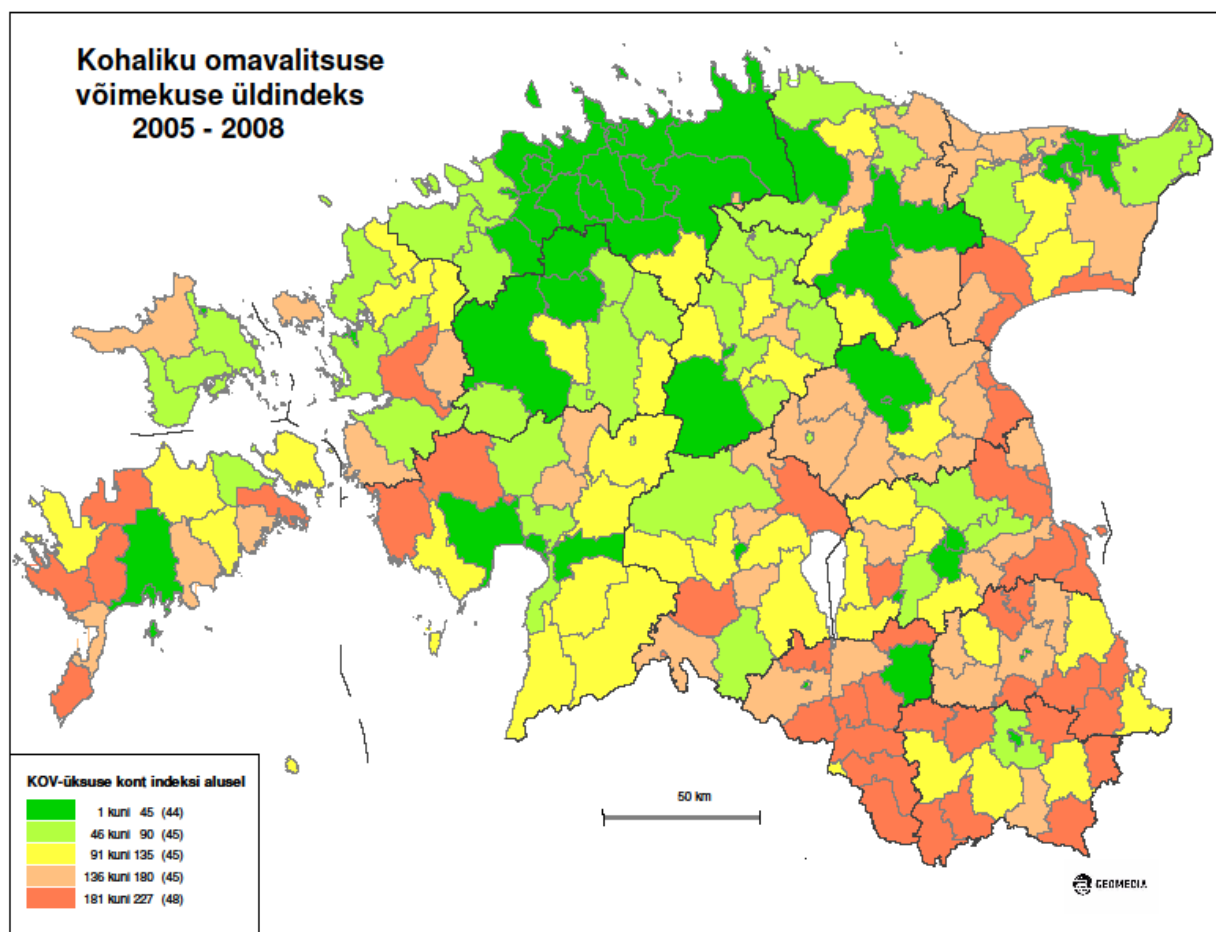 Kohaliku omavalitsuse
võimekuse üldindeks
2005 - 2008
50 km
KOV-üksuse koht indeksi alusel
1 kuni 45 (44)
46 kuni 90 (45)
91 kuni 135 (45)
136 kuni 180 (45)
181 kuni 227 (48)
GEOMEDIA